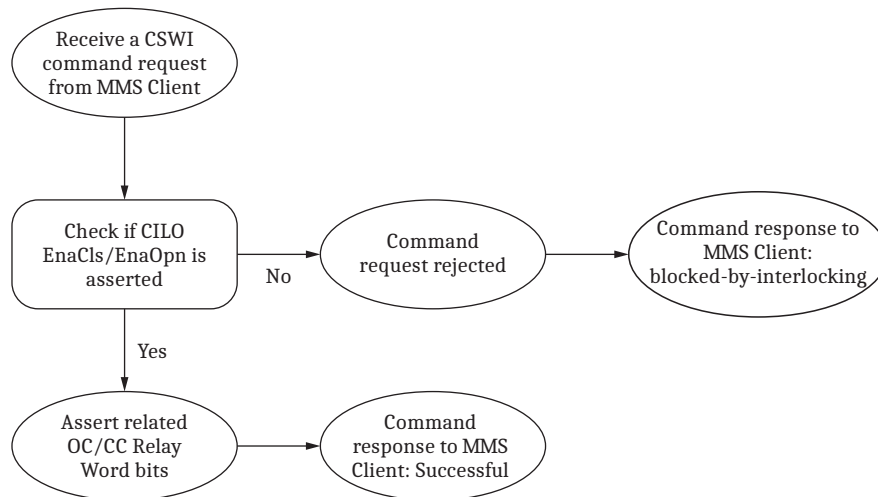 Receive a CSWI
command request
from MMS Client
Check if CILO
EnaCls/EnaOpn is
asserted
No
Command
request rejected
Command response to
MMS Client:
blocked-by-interlocking
Yes
Assert related
OC/CC Relay
Word bits
Command
response to MMS
Client: Successful